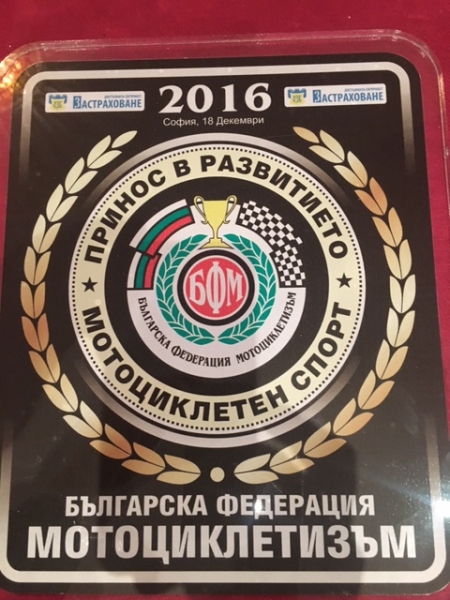 ЗАСТРАХОВАНЕ
2016
ЗАСТРАХОВАНЕ
София, 18 Декември
ПРИНОС В РАЗВИТИЕТО
★ МОТОЦИКЛЕТЕН СПОРТ ★
БФМ
БЪЛГАРСКА ФЕДЕРАЦИЯ МОТОЦИКЛЕТИЗЪМ
БЪЛГАРСКА ФЕДЕРАЦИЯ
МОТОЦИКЛЕТИЗЪМ